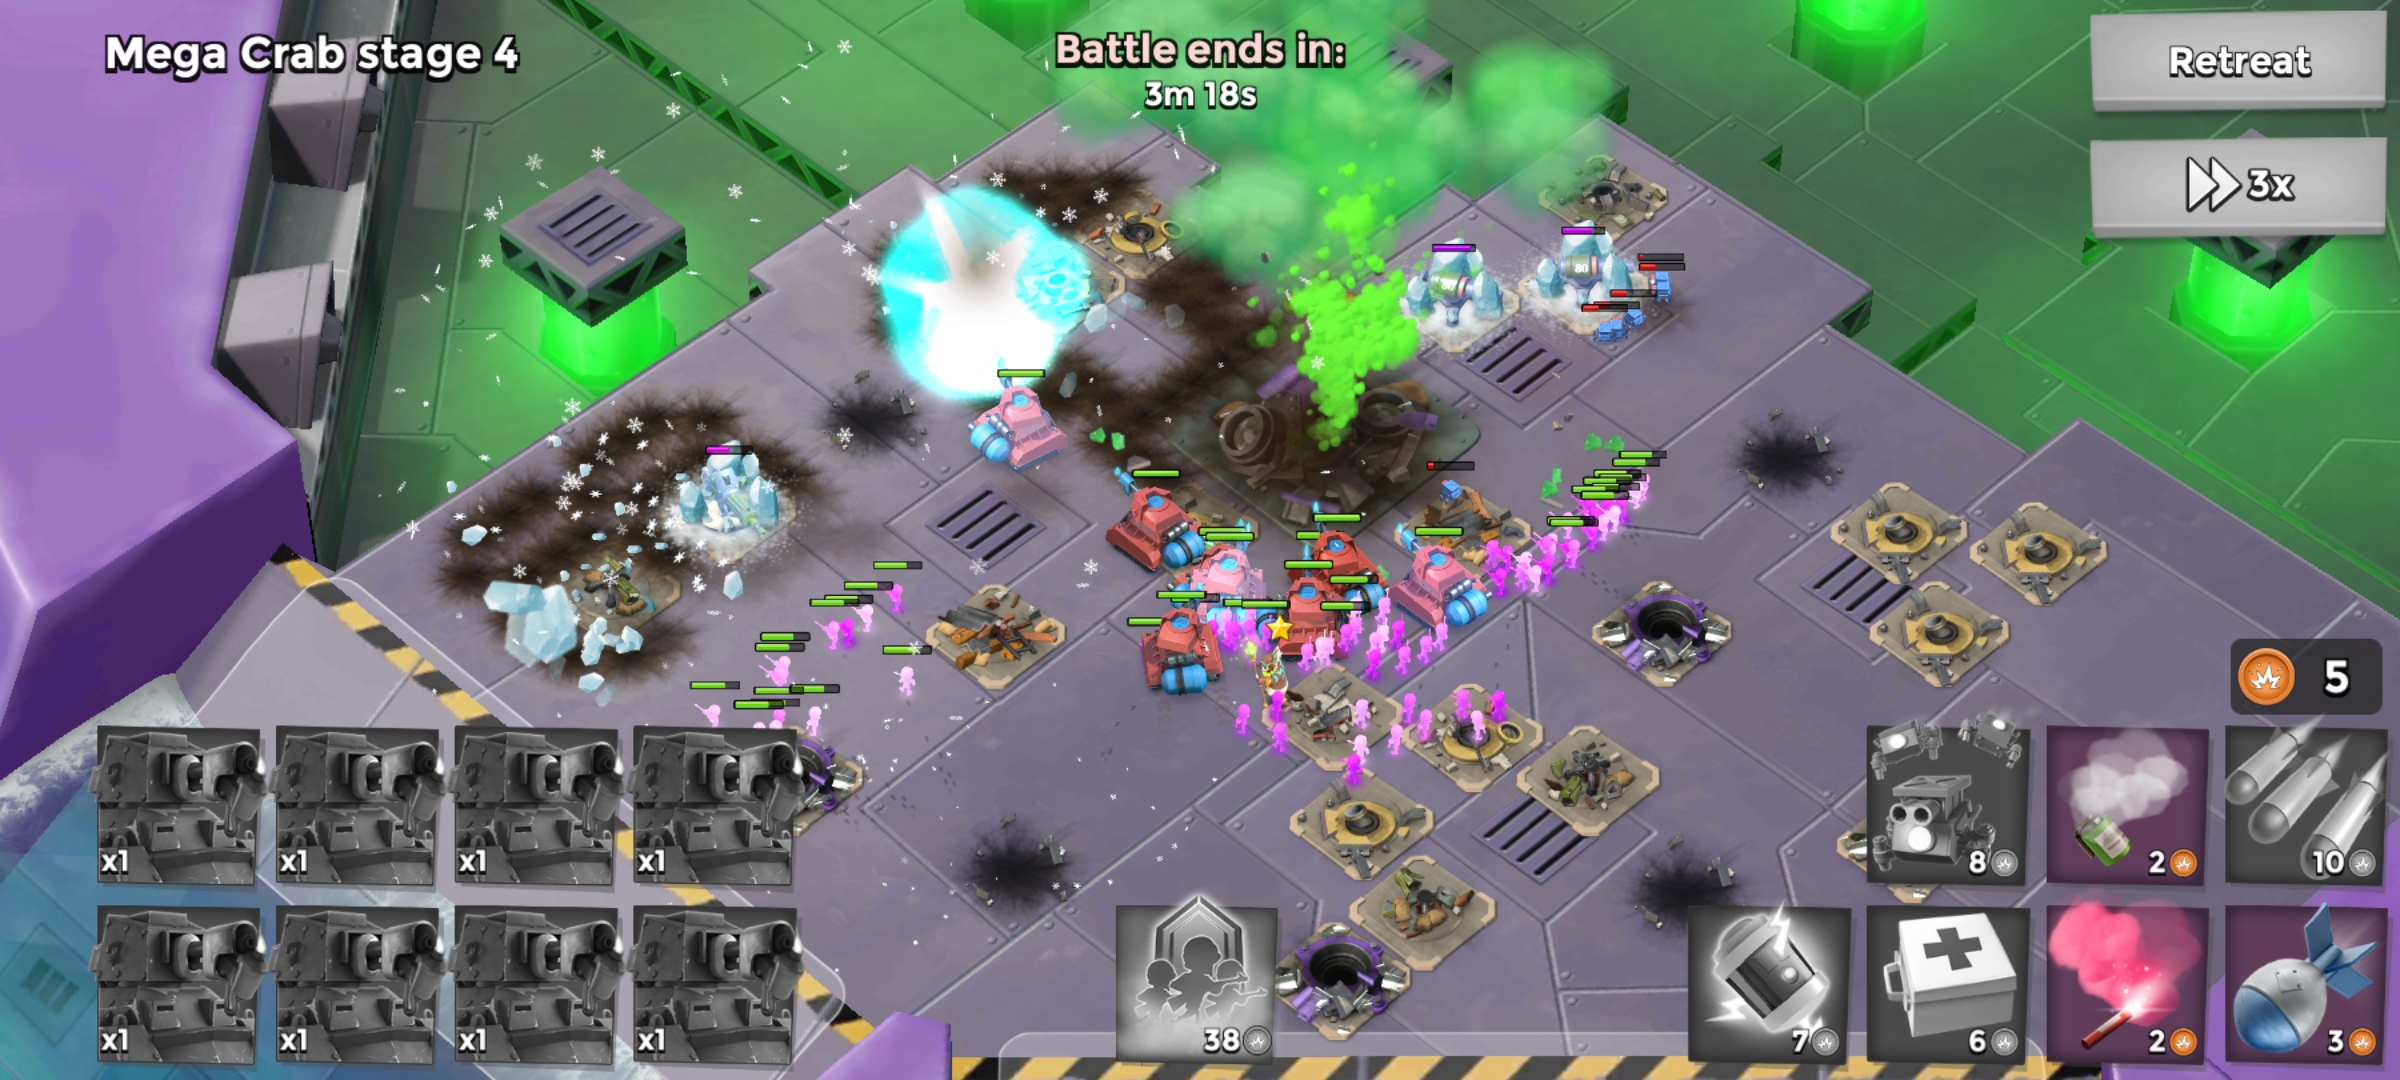 Mega Crab stage 4
Battle ends in:
3m 18s
Retreat
3x
80
5
x1
x1
x1
x1
8
2
10
x1
x1
x1
x1
38
7
6
2
3